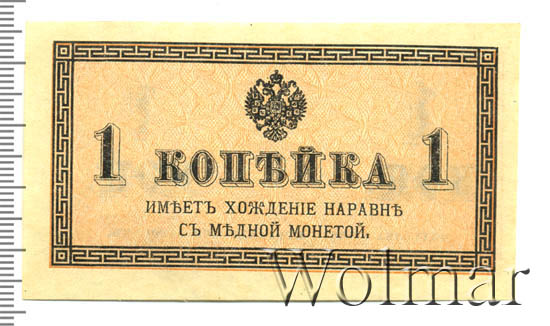 1 КОПѢЙКА 1
ИМѢЕТЪ ХОЖДЕНІЕ НАРАВНѢ
СЪ МѢДНОЙ МОНЕТОЙ.
Wolmar